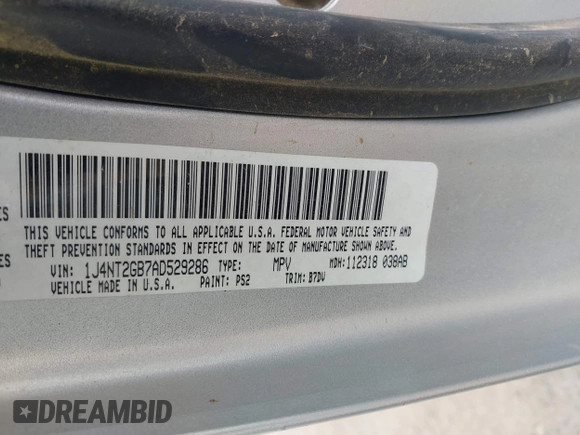 ES
ES
THIS VEHICLE CONFORMS TO ALL APPLICABLE U.S.A. FEDERAL MOTOR VEHICLE SAFETY AND
THEFT PREVENTION STANDARDS IN EFFECT ON THE DATE OF MANUFACTURE SHOWN ABOVE.
VIN: 1J4NT2GB7AD529286 TYPE: MPV MDH: 112318 038AB
VEHICLE MADE IN U.S.A. PAINT: PS2 TRIM: B7DV
DREAMBID